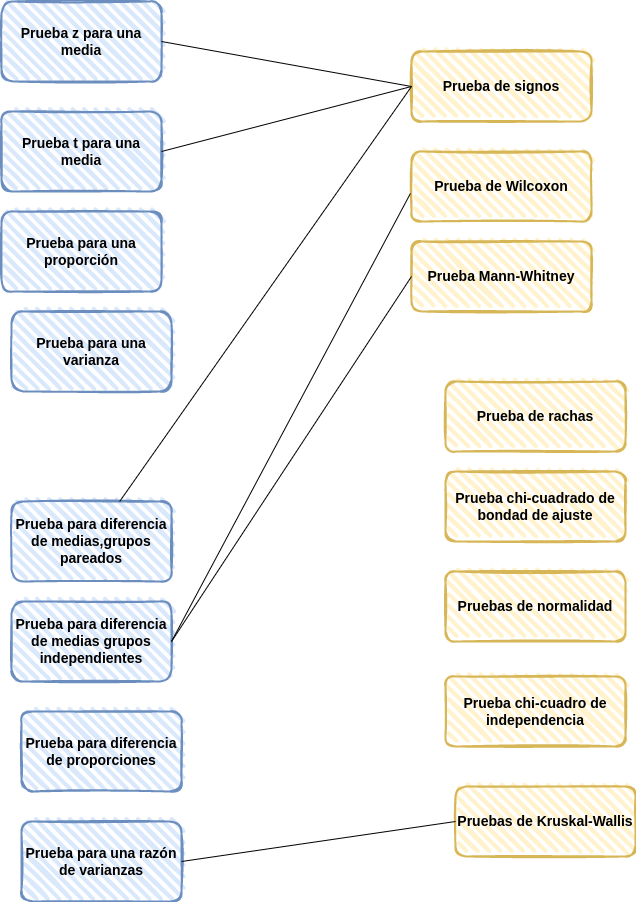 Prueba z para una
media
Prueba t para una
media
Prueba para una
proporción
Prueba para una
varianza
Prueba para diferencia
de medias,grupos
pareados
Prueba para diferencia
de medias grupos
independientes
Prueba para diferencia
de proporciones
Prueba para una razón
de varianzas
Prueba de signos
Prueba de Wilcoxon
Prueba Mann-Whitney
Prueba de rachas
Prueba chi-cuadrado de
bondad de ajuste
Pruebas de normalidad
Prueba chi-cuadro de
independencia
Pruebas de Kruskal-Wallis